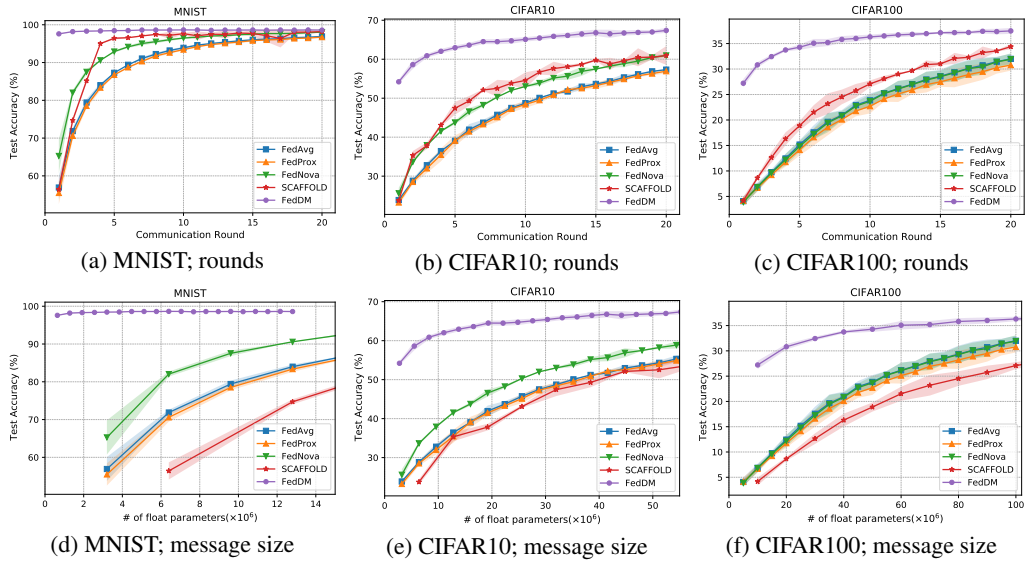 MNIST
100
90
80
70
60
Test Accuracy (%)
0
5
10
15
20
Communication Round
FedAvg
FedProx
FedNova
SCAFFOLD
FedDM
(a) MNIST; rounds
CIFAR10
70
60
50
40
30
Test Accuracy (%)
0
5
10
15
20
Communication Round
FedAvg
FedProx
FedNova
SCAFFOLD
FedDM
(b) CIFAR10; rounds
CIFAR100
35
30
25
20
15
10
5
Test Accuracy (%)
0
5
10
15
20
Communication Round
FedAvg
FedProx
FedNova
SCAFFOLD
FedDM
(c) CIFAR100; rounds
MNIST
100
90
80
70
60
Test Accuracy (%)
0
2
4
6
8
10
12
14
# of float parameters(×10⁶)
FedAvg
FedProx
FedNova
SCAFFOLD
FedDM
(d) MNIST; message size
CIFAR10
70
60
50
40
30
Test Accuracy (%)
0
10
20
30
40
50
# of float parameters(×10⁶)
FedAvg
FedProx
FedNova
SCAFFOLD
FedDM
(e) CIFAR10; message size
CIFAR100
35
30
25
20
15
10
5
Test Accuracy (%)
0
20
40
60
80
100
# of float parameters(×10⁶)
FedAvg
FedProx
FedNova
SCAFFOLD
FedDM
(f) CIFAR100; message size